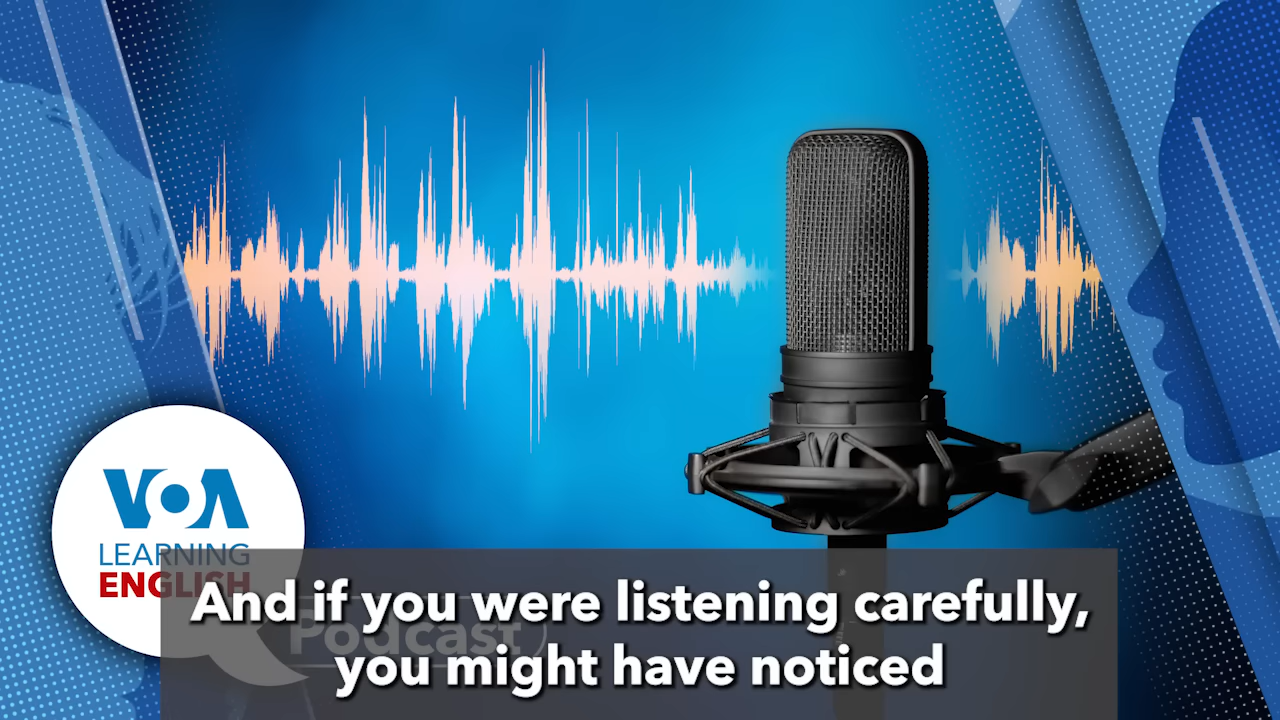 VOA
LEARNING
ENGLISH
Podcast
And if you were listening carefully,
you might have noticed